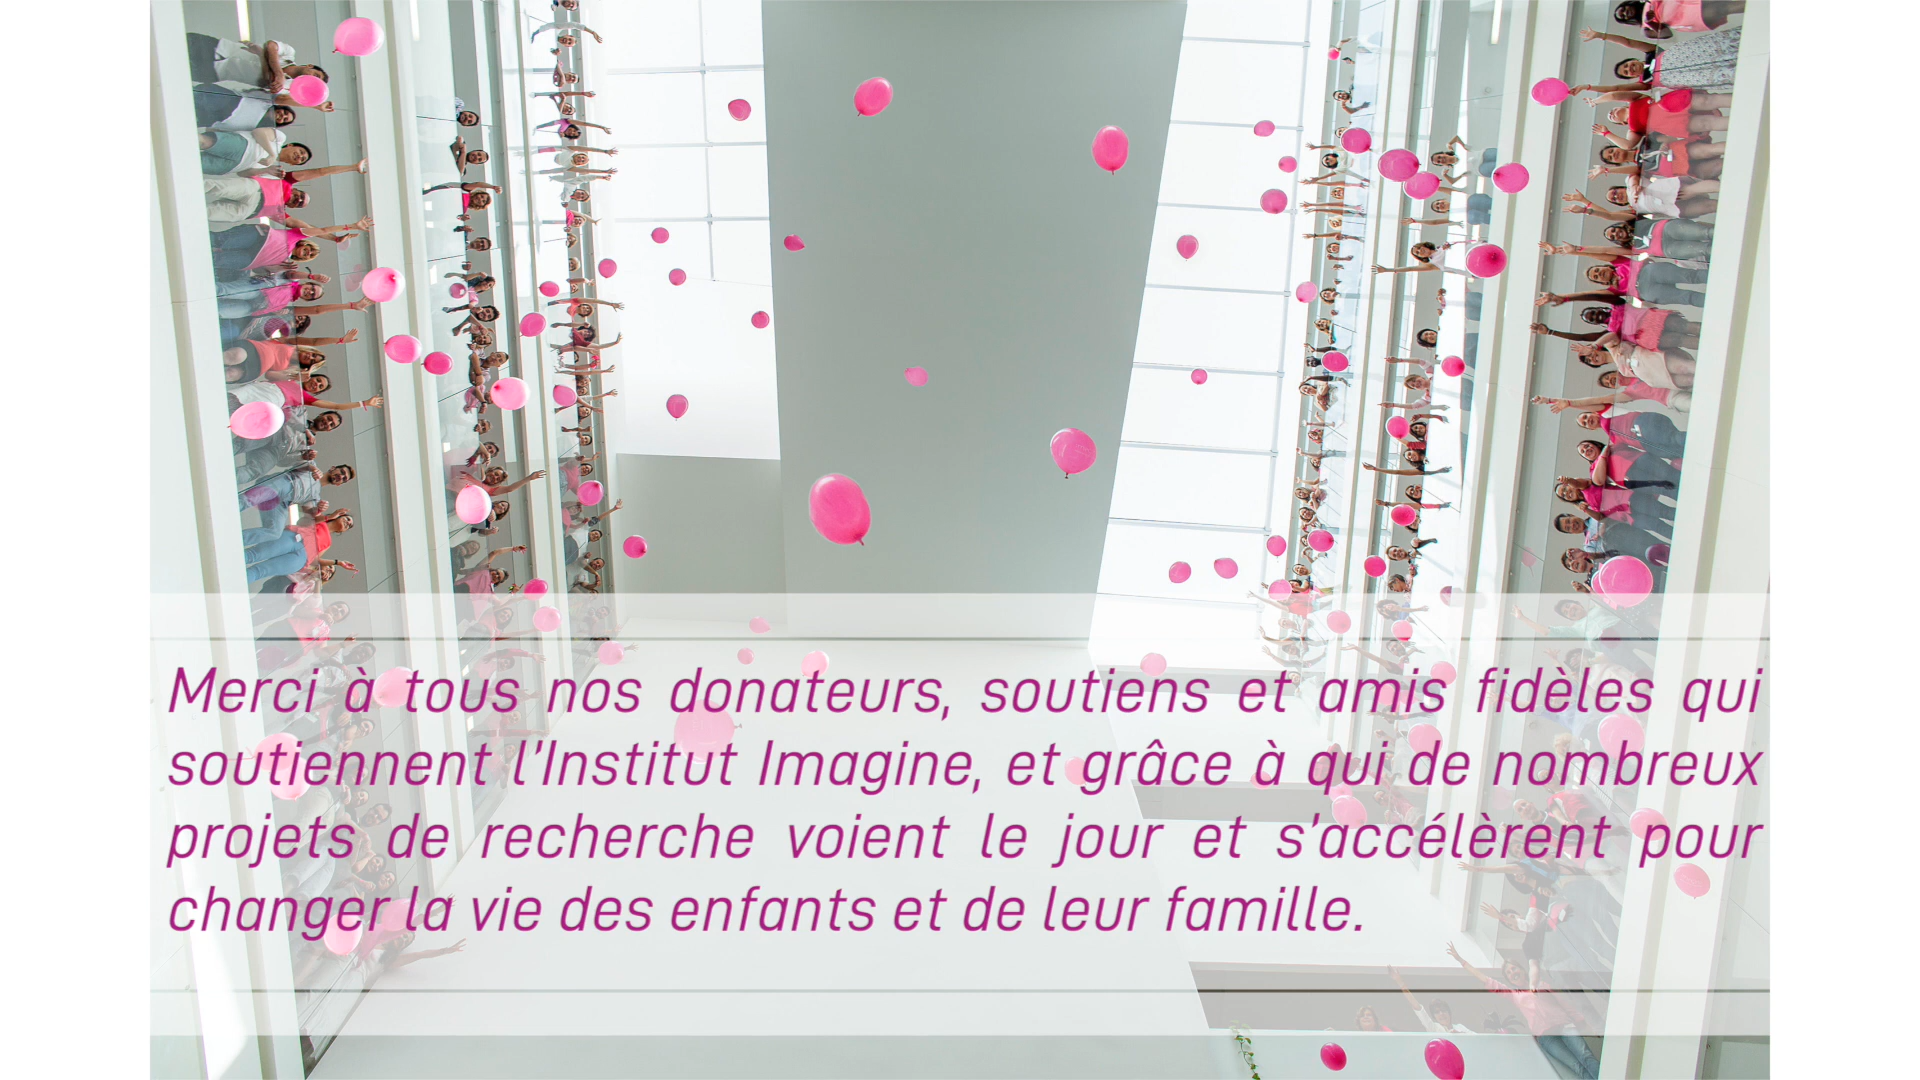 Merci à tous nos donateurs, soutiens et amis fidèles qui
soutiennent l’Institut Imagine, et grâce à qui de nombreux
projets de recherche voient le jour et s’accélèrent pour
changer la vie des enfants et de leur famille.